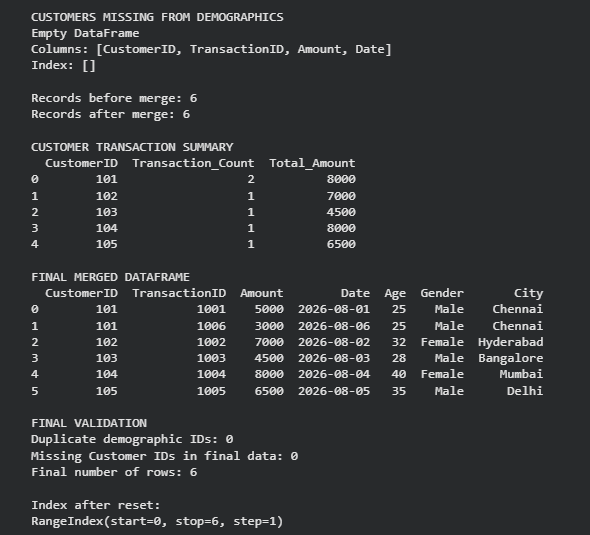 CUSTOMERS MISSING FROM DEMOGRAPHICS
Empty DataFrame
Columns: [CustomerID, TransactionID, Amount, Date]
Index: []

Records before merge: 6
Records after merge: 6

CUSTOMER TRANSACTION SUMMARY
   CustomerID  Transaction_Count  Total_Amount
0         101                  2          8000
1         102                  1          7000
2         103                  1          4500
3         104                  1          8000
4         105                  1          6500

FINAL MERGED DATAFRAME
   CustomerID  TransactionID  Amount        Date  Age  Gender       City
0         101           1001    5000  2026-08-01   25    Male    Chennai
1         101           1006    3000  2026-08-06   25    Male    Chennai
2         102           1002    7000  2026-08-02   32  Female  Hyderabad
3         103           1003    4500  2026-08-03   28    Male  Bangalore
4         104           1004    8000  2026-08-04   40  Female     Mumbai
5         105           1005    6500  2026-08-05   35    Male      Delhi

FINAL VALIDATION
Duplicate demographic IDs: 0
Missing Customer IDs in final data: 0
Final number of rows: 6

Index after reset:
RangeIndex(start=0, stop=6, step=1)